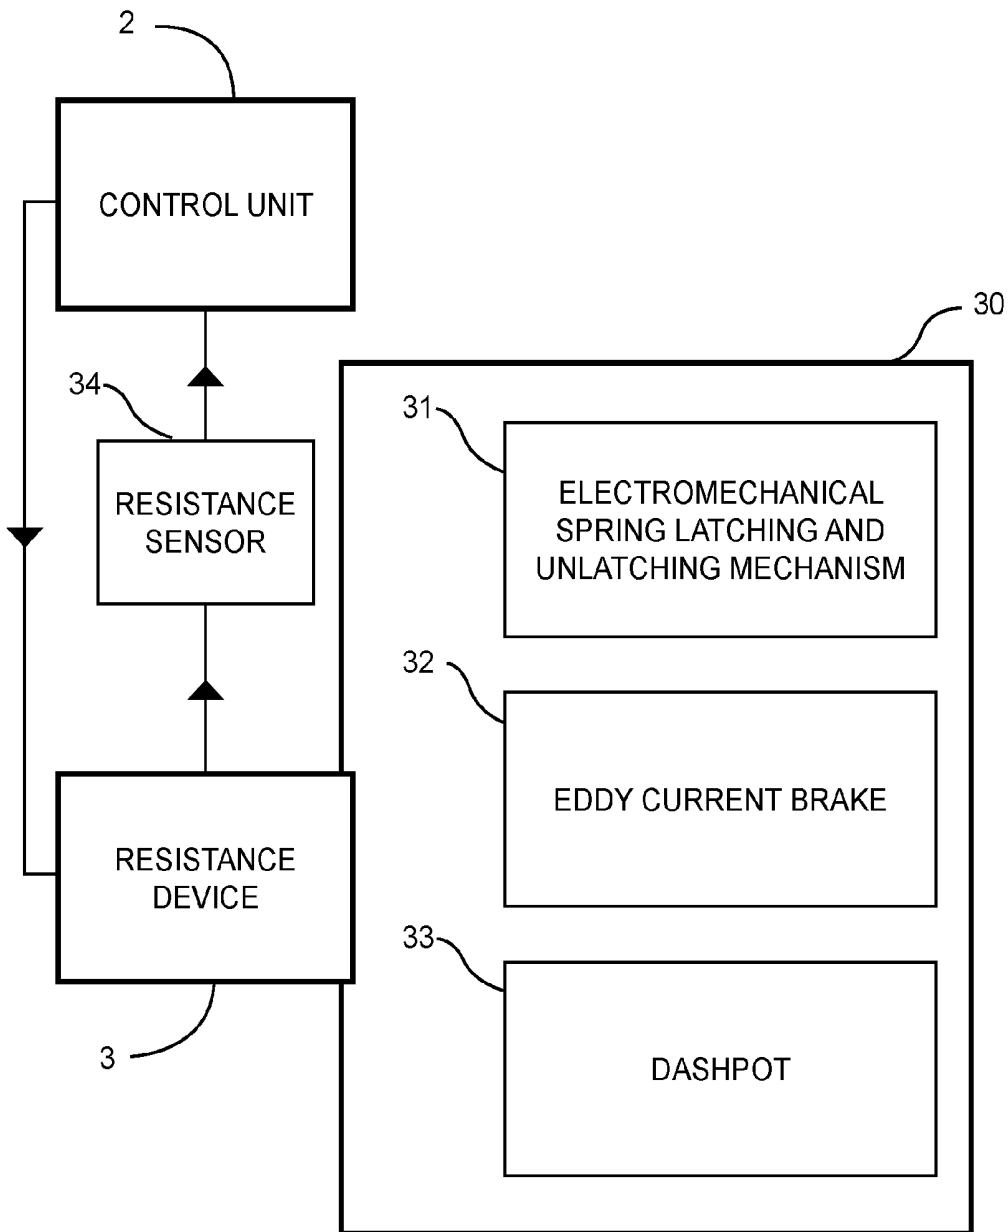 2
CONTROL UNIT
30
34
31
RESISTANCE
SENSOR
ELECTROMECHANICAL
SPRING LATCHING AND
UNLATCHING MECHANISM
32
EDDY CURRENT BRAKE
RESISTANCE
DEVICE
33
3
DASHPOT